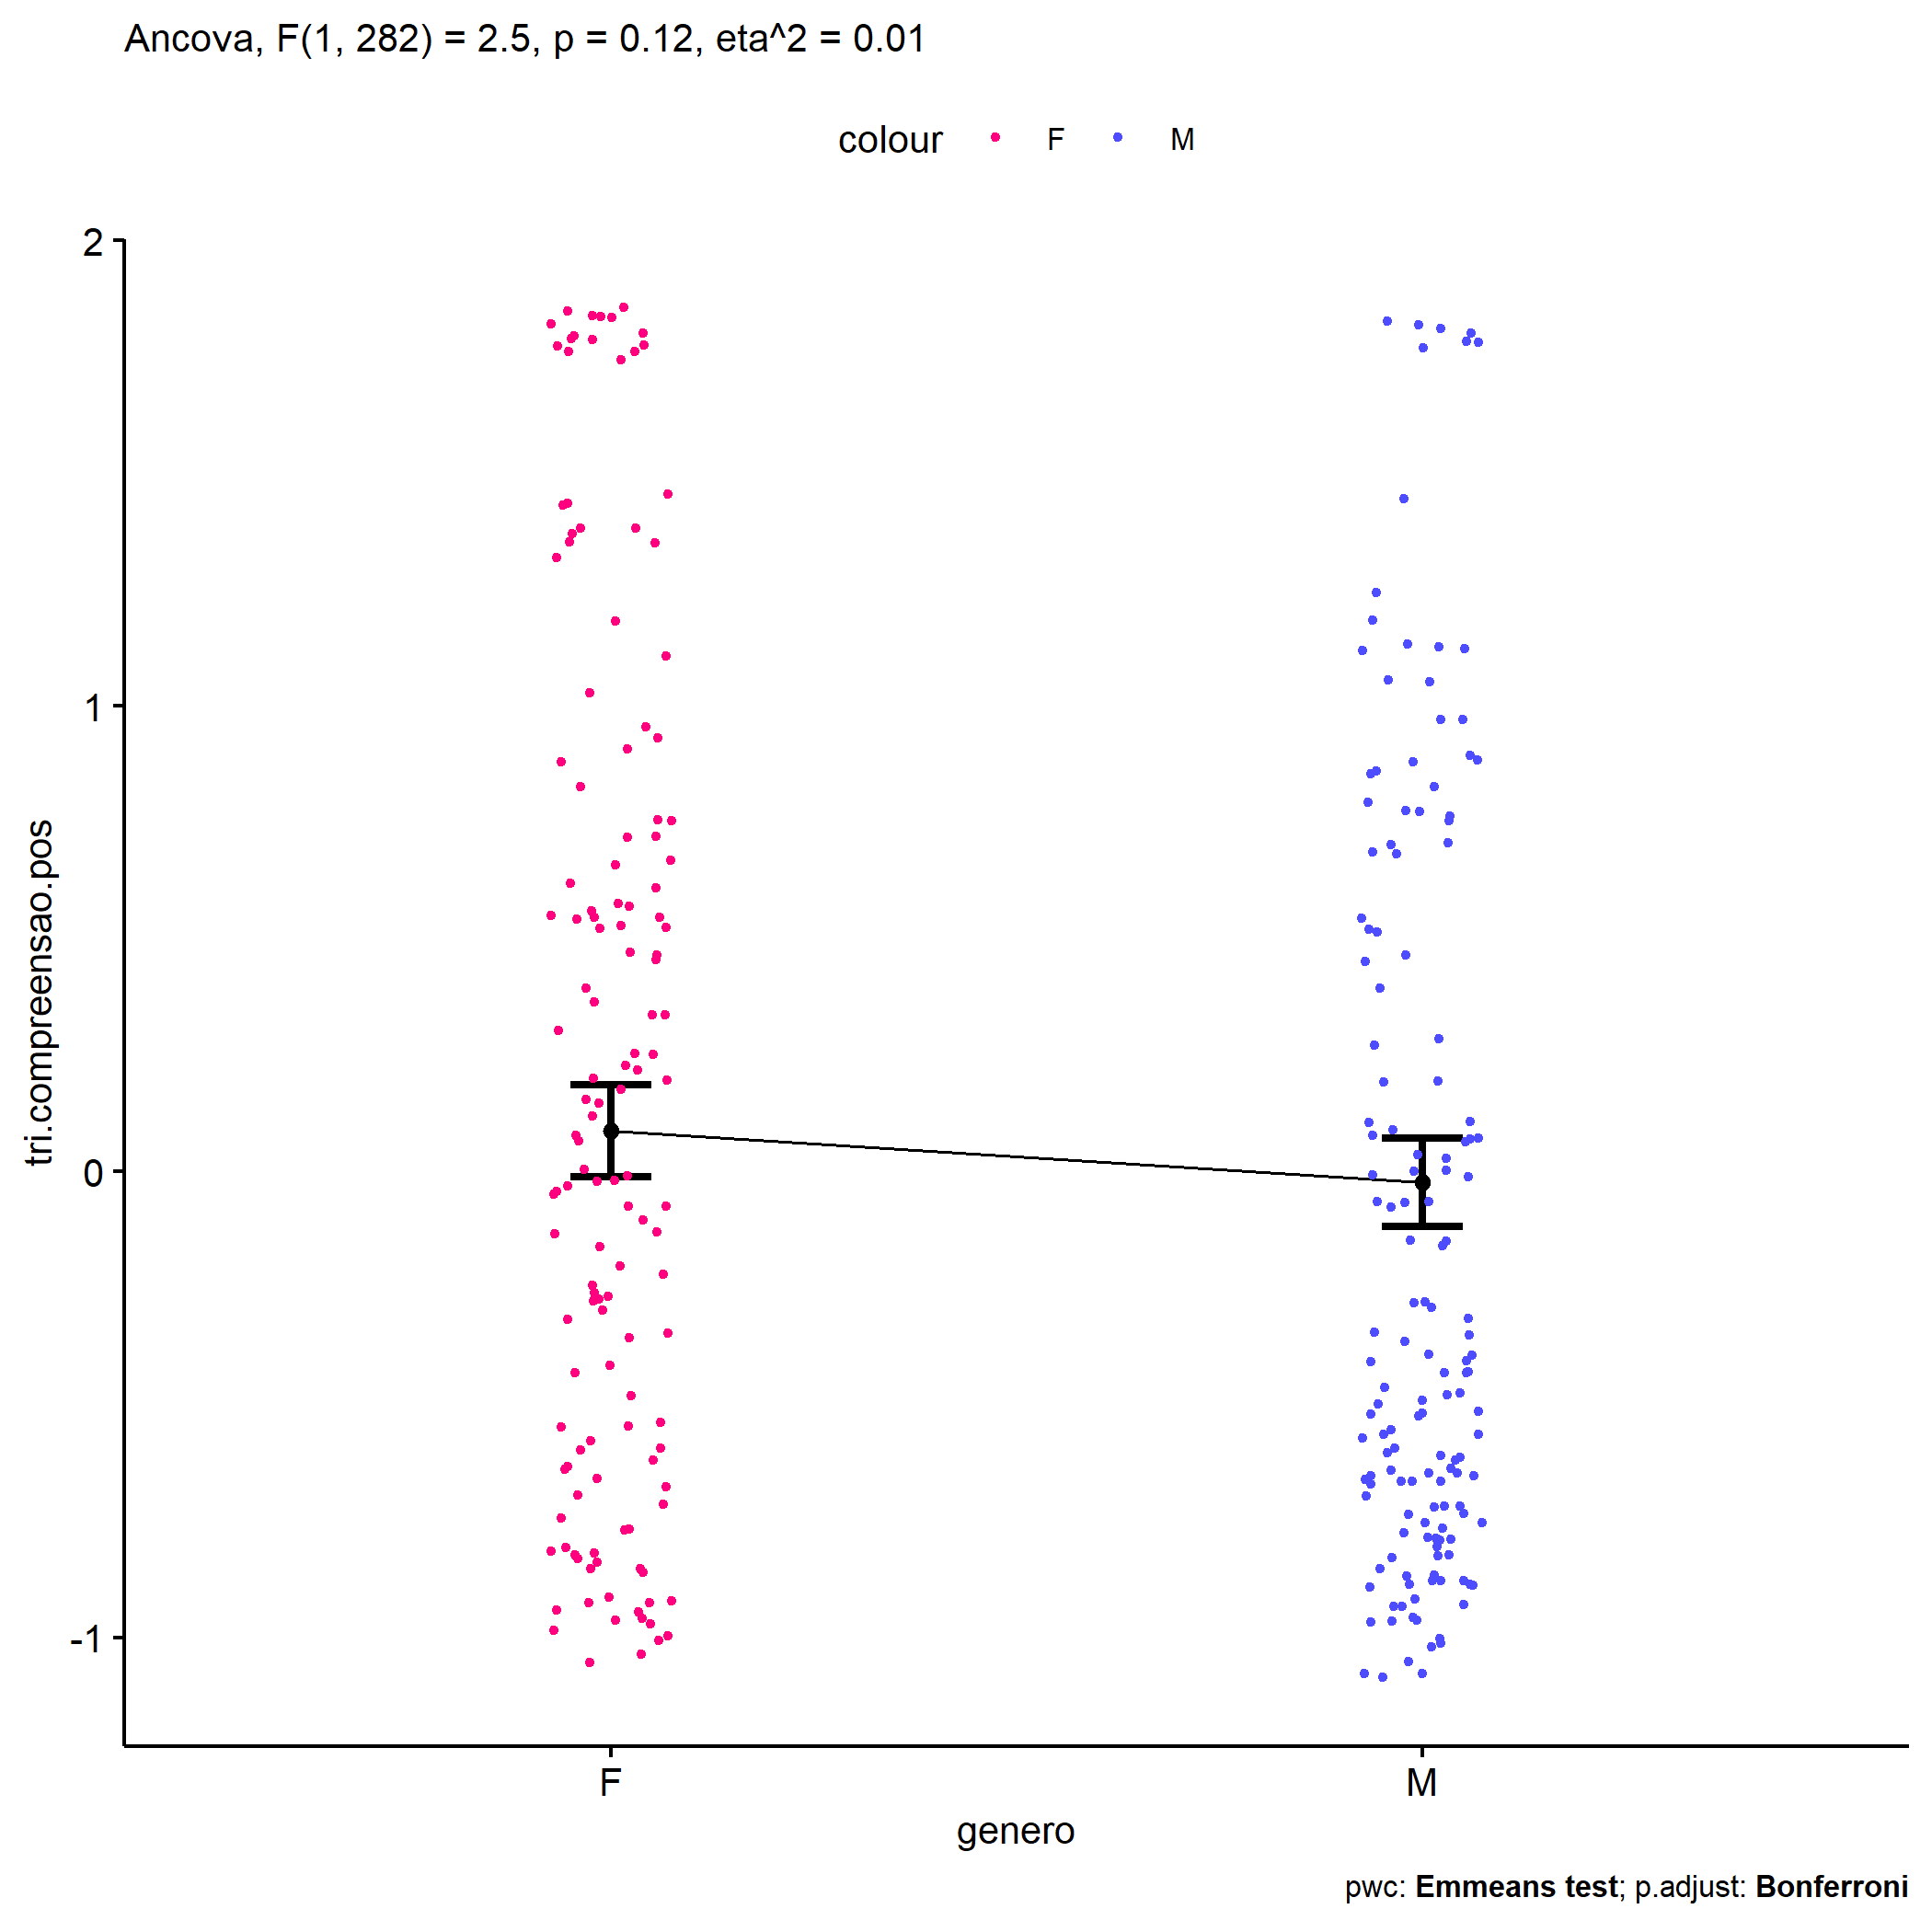 Ancova, F(1, 282) = 2.5, p = 0.12, eta^2 = 0.01
colour F M
2
1
0
-1
tri.compreensao.pos
F M
genero
pwc: Emmeans test; p.adjust: Bonferroni